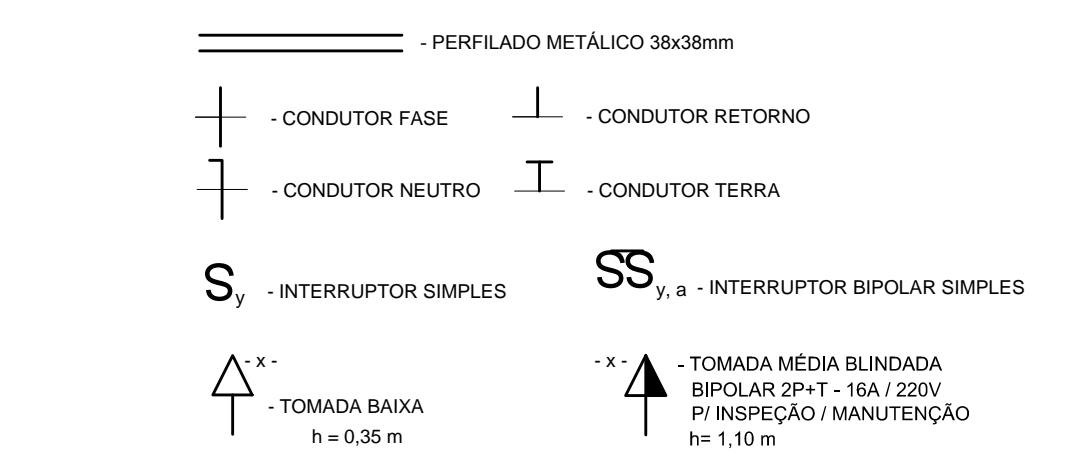 - PERFILADO METÁLICO 38x38mm
- CONDUTOR FASE
- CONDUTOR RETORNO
- CONDUTOR NEUTRO
- CONDUTOR TERRA
Sy - INTERRUPTOR SIMPLES
SSy, a - INTERRUPTOR BIPOLAR SIMPLES
- x -
- TOMADA BAIXA
h = 0,35 m
- x - - TOMADA MÉDIA BLINDADA
BIPOLAR 2P+T - 16A / 220V
P/ INSPEÇÃO / MANUTENÇÃO
h= 1,10 m